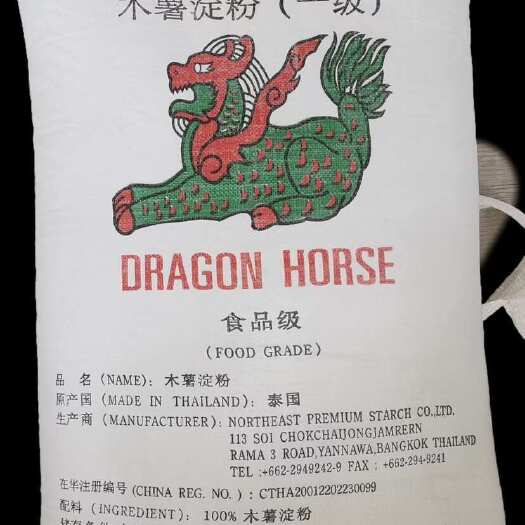 木薯淀粉（一级）
DRAGON HORSE
食品级
(FOOD GRADE)
品 名 (NAME): 木薯淀粉
原产国 (MADE IN THAILAND): 泰国
生产商 (MANUFACTURER): NORTHEAST PREMIUM STARCH CO.,LTD.
113 SOI CHOKCHAIJONGJAMRERN
RAMA 3 ROAD,YANNAWA,BANGKOK THAILAND
TEL :+662-2949242-9 FAX : +662-294-9241
在华注册编号 (CHINA REG. NO. ) : CTHA20012202230099
配料 (INGREDIENT): 100% 木薯淀粉